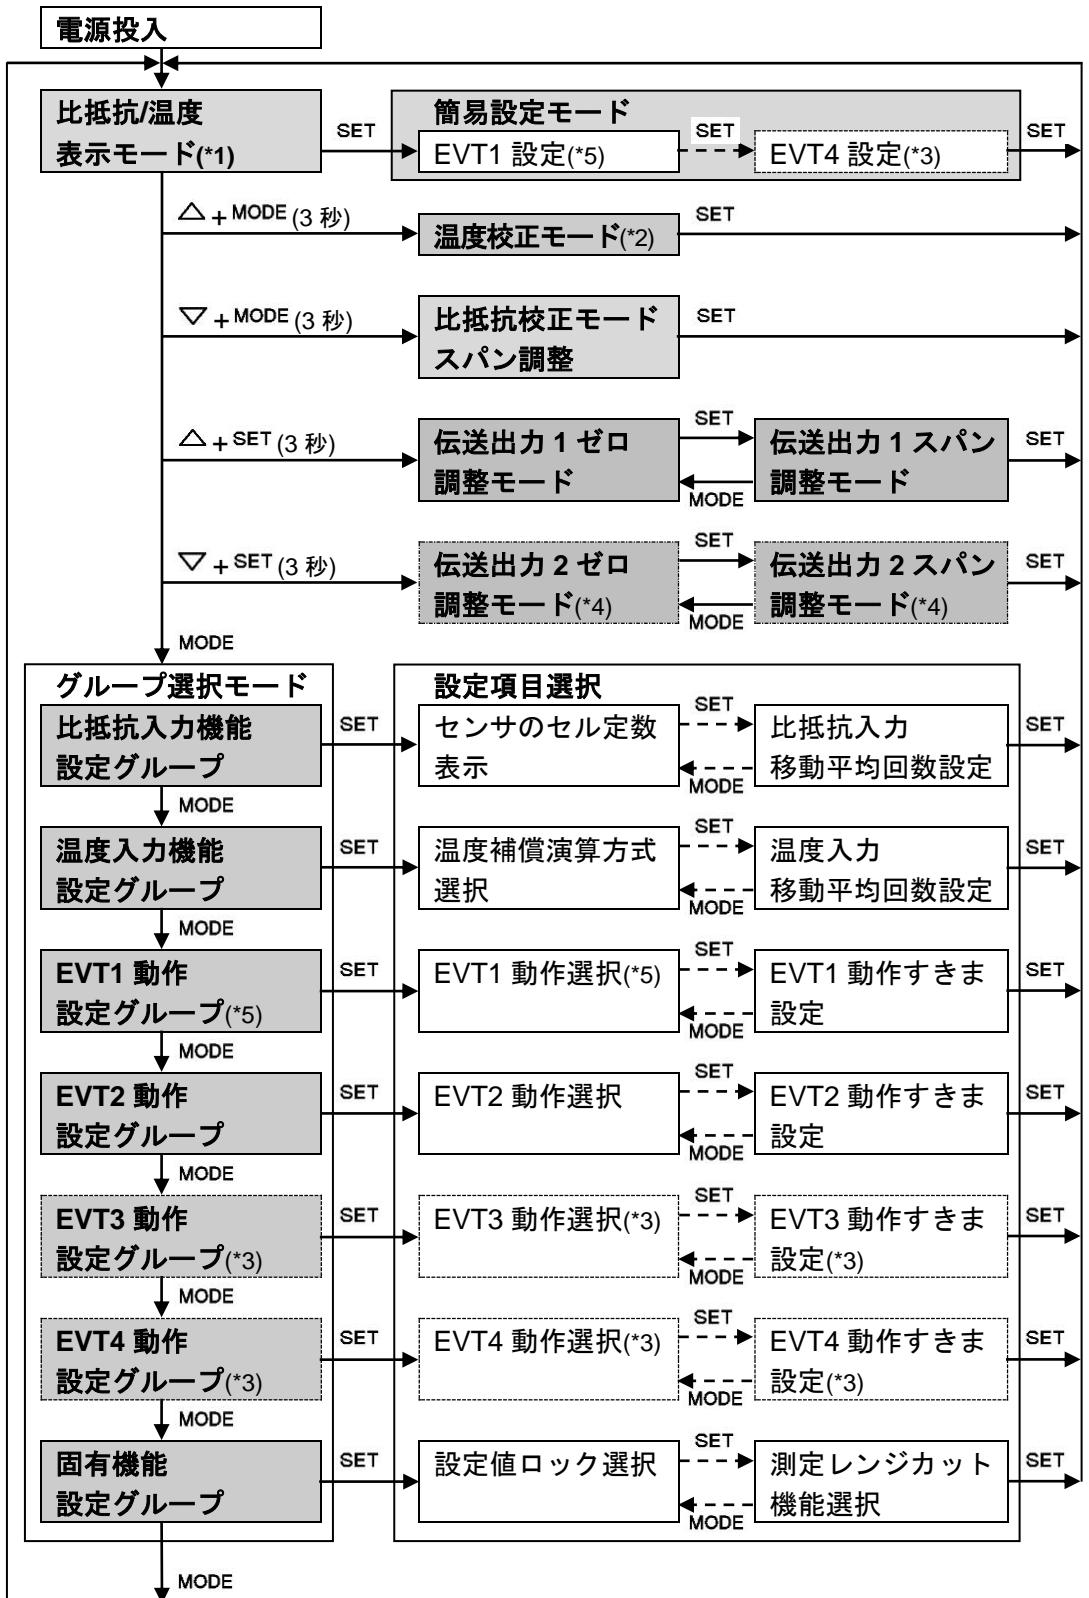 電源投入
比抵抗/温度
表示モード(*1)
SET
簡易設定モード
EVT1 設定(*5)
SET
EVT4 設定(*3)
SET
△ + MODE (3 秒)
温度校正モード(*2)
SET
▽ + MODE (3 秒)
比抵抗校正モード
スパン調整
SET
△ + SET (3 秒)
伝送出力 1 ゼロ
調整モード
SET
MODE
伝送出力 1 スパン
調整モード
SET
▽ + SET (3 秒)
伝送出力 2 ゼロ
調整モード(*4)
SET
MODE
伝送出力 2 スパン
調整モード(*4)
SET
MODE
グループ選択モード
設定項目選択
比抵抗入力機能
設定グループ
SET
センサのセル定数
表示
SET
MODE
比抵抗入力
移動平均回数設定
SET
MODE
温度入力機能
設定グループ
SET
温度補償演算方式
選択
SET
MODE
温度入力
移動平均回数設定
SET
MODE
EVT1 動作
設定グループ(*5)
SET
EVT1 動作選択(*5)
SET
MODE
EVT1 動作すきま
設定
SET
MODE
EVT2 動作
設定グループ
SET
EVT2 動作選択
SET
MODE
EVT2 動作すきま
設定
SET
MODE
EVT3 動作
設定グループ(*3)
SET
EVT3 動作選択(*3)
SET
MODE
EVT3 動作すきま
設定(*3)
SET
MODE
EVT4 動作
設定グループ(*3)
SET
EVT4 動作選択(*3)
SET
MODE
EVT4 動作すきま
設定(*3)
SET
MODE
固有機能
設定グループ
SET
設定値ロック選択
SET
MODE
測定レンジカット
機能選択
SET
MODE